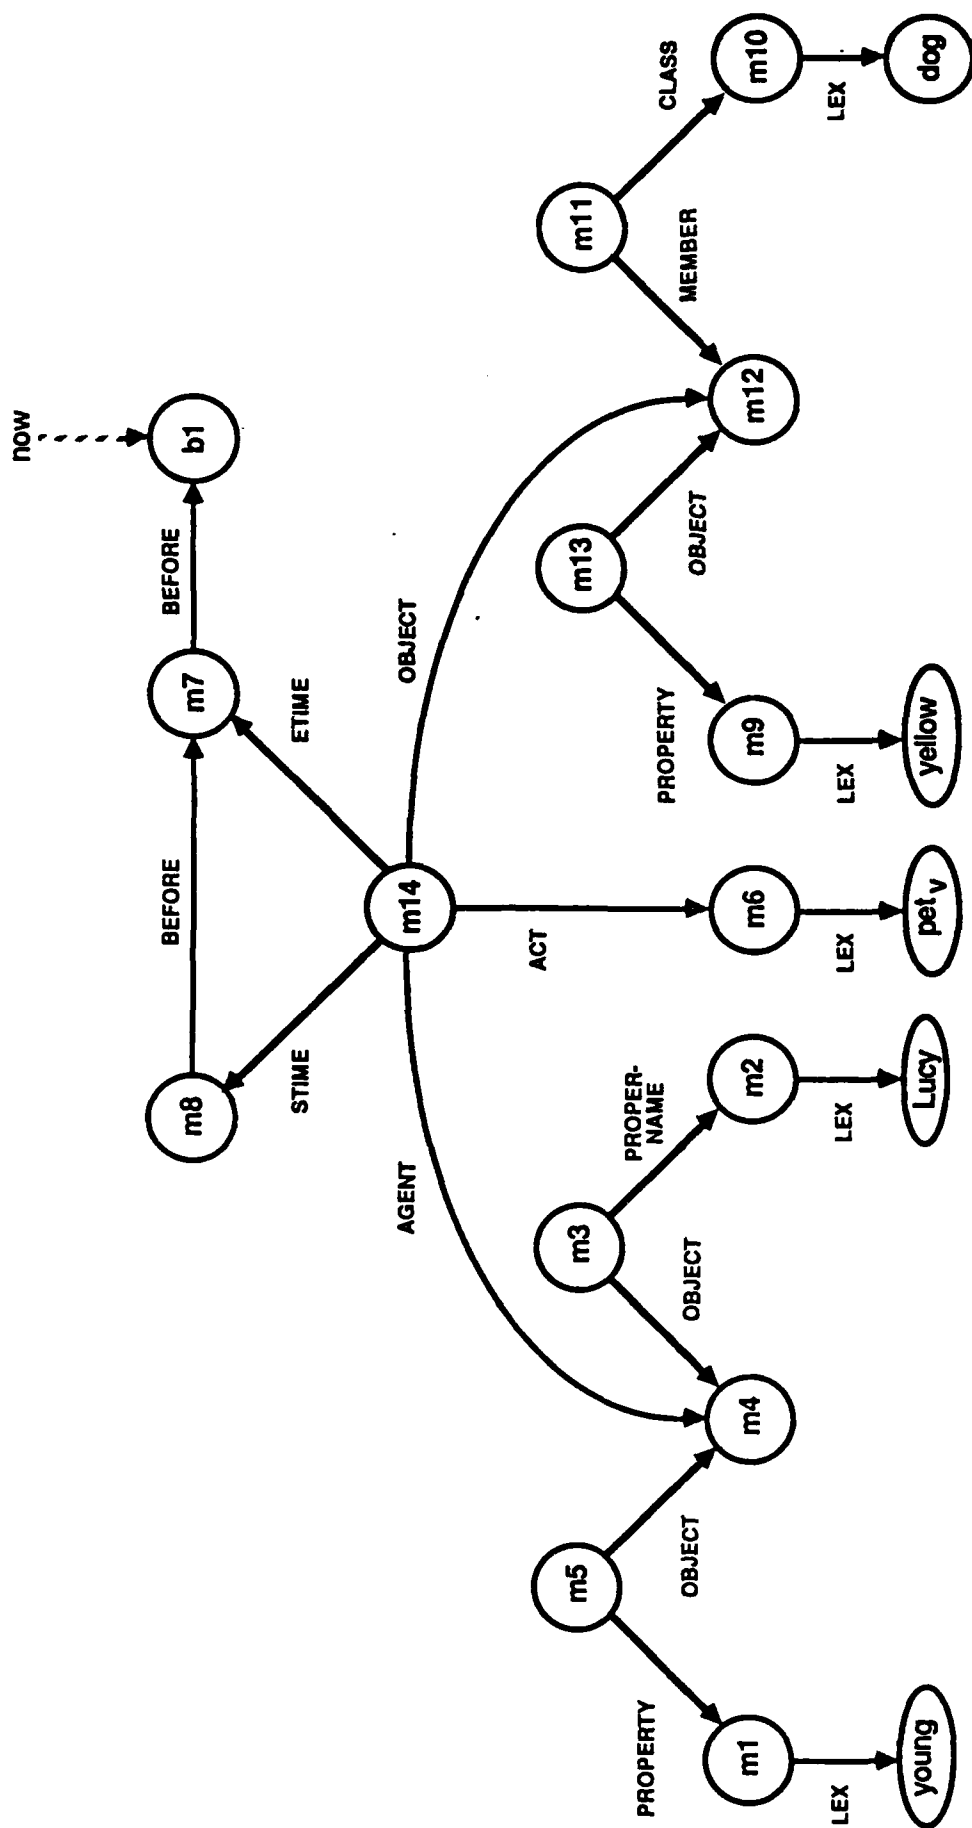 now
m8
BEFORE
m7
BEFORE
b1
STIME
ETIME
AGENT
m14
OBJECT
ACT
m5
m3
m13
m11
PROPERTY
OBJECT
OBJECT
PROPER-
NAME
PROPERTY
OBJECT
MEMBER
CLASS
m1
m4
m2
m6
m9
m12
m10
LEX
LEX
LEX
LEX
LEX
young
Lucy
pet v
yellow
dog